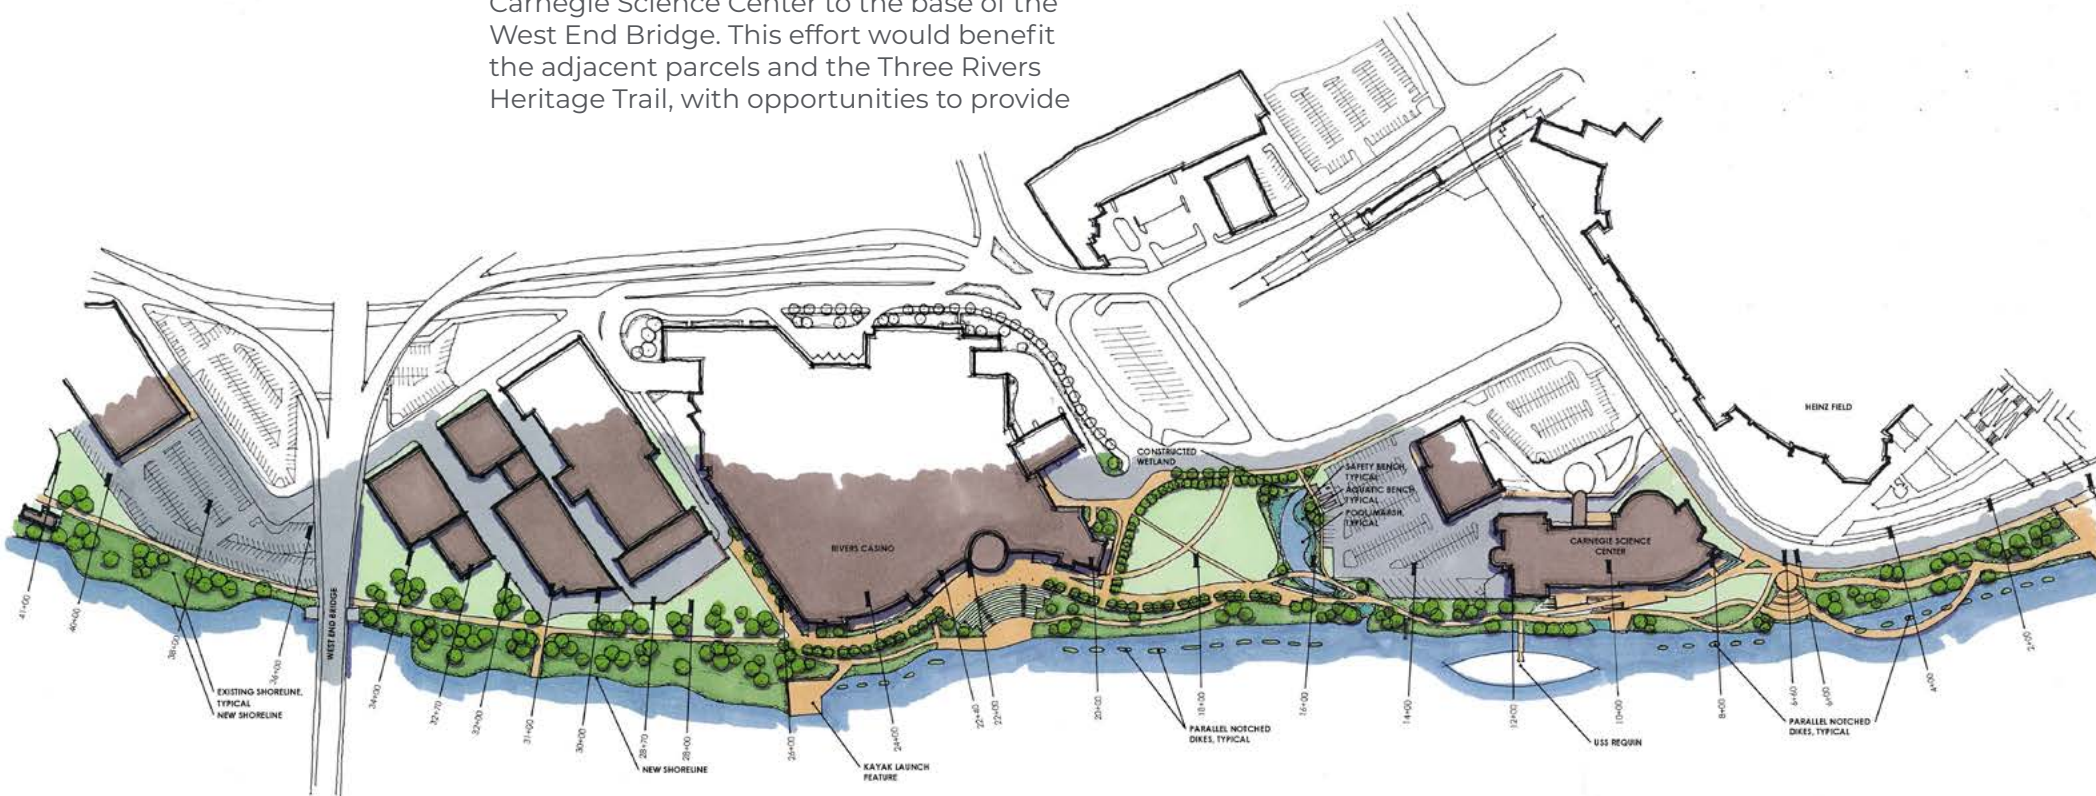 Carnegie Science Center to the base of the
West End Bridge. This effort would benefit
the adjacent parcels and the Three Rivers
Heritage Trail, with opportunities to provide
HEINZ FIELD
CONSTRUCTED
WETLAND
SAFETY BENCH,
TYPICAL
AQUATIC BENCH,
TYPICAL
POOL/MARSH,
TYPICAL
RIVERS CASINO
CARNEGIE SCIENCE
CENTER
WEST END BRIDGE
41+00
40+00
38+00
36+00
34+00
32+70
32+00
31+00
30+00
28+70
28+00
26+00
24+00
22+40
22+00
20+00
18+00
16+00
14+00
12+00
10+00
8+00
6+60
6+00
4+00
2+00
EXISTING SHORELINE,
TYPICAL
NEW SHORELINE
NEW SHORELINE
KAYAK LAUNCH
FEATURE
PARALLEL NOTCHED
DIKES, TYPICAL
USS REQUIN
PARALLEL NOTCHED
DIKES, TYPICAL